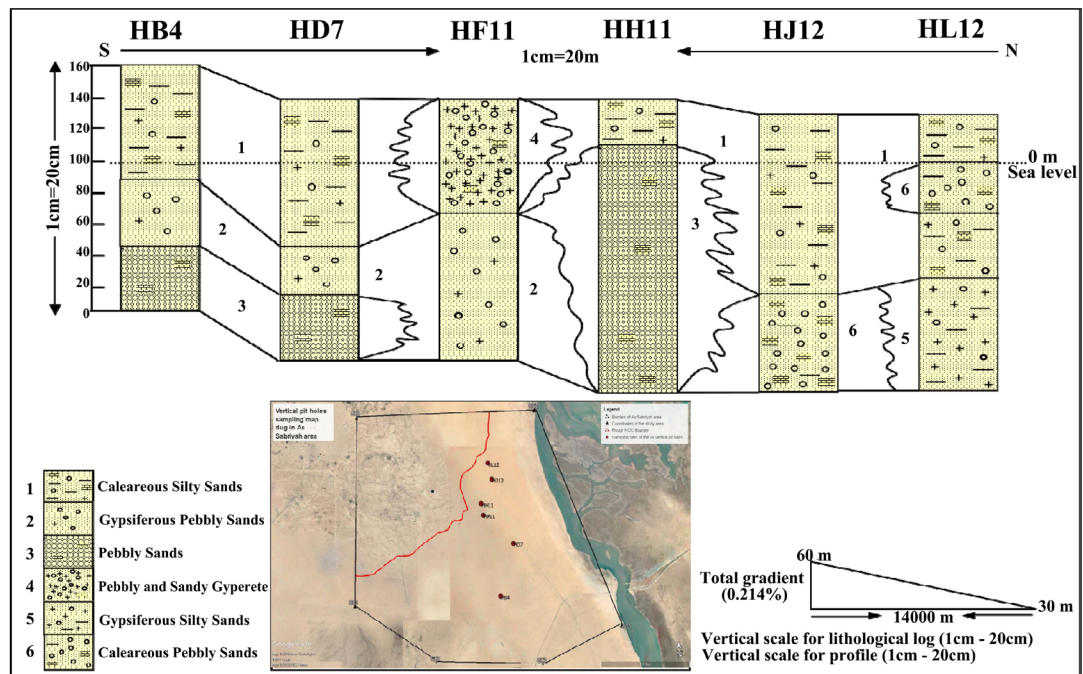 HB4 HD7 HF11 HH11 HJ12 HL12
S N
1cm=20m
1cm=20cm
160
140
120
100
80
60
40
20
0
1
2
3
2
4
2
1
3
1
6
6
5
0 m
Sea level
Vertical pit holes
sampling map
dug in As
Sabriyah area
Legend
1 Caleareous Silty Sands
2 Gypsiferous Pebbly Sands
3 Pebbly Sands
4 Pebbly and Sandy Gyperete
5 Gypsiferous Silty Sands
6 Caleareous Pebbly Sands
60 m
Total gradient
(0.214%)
30 m
14000 m
Vertical scale for lithological log (1cm - 20cm)
Vertical scale for profile (1cm - 20cm)